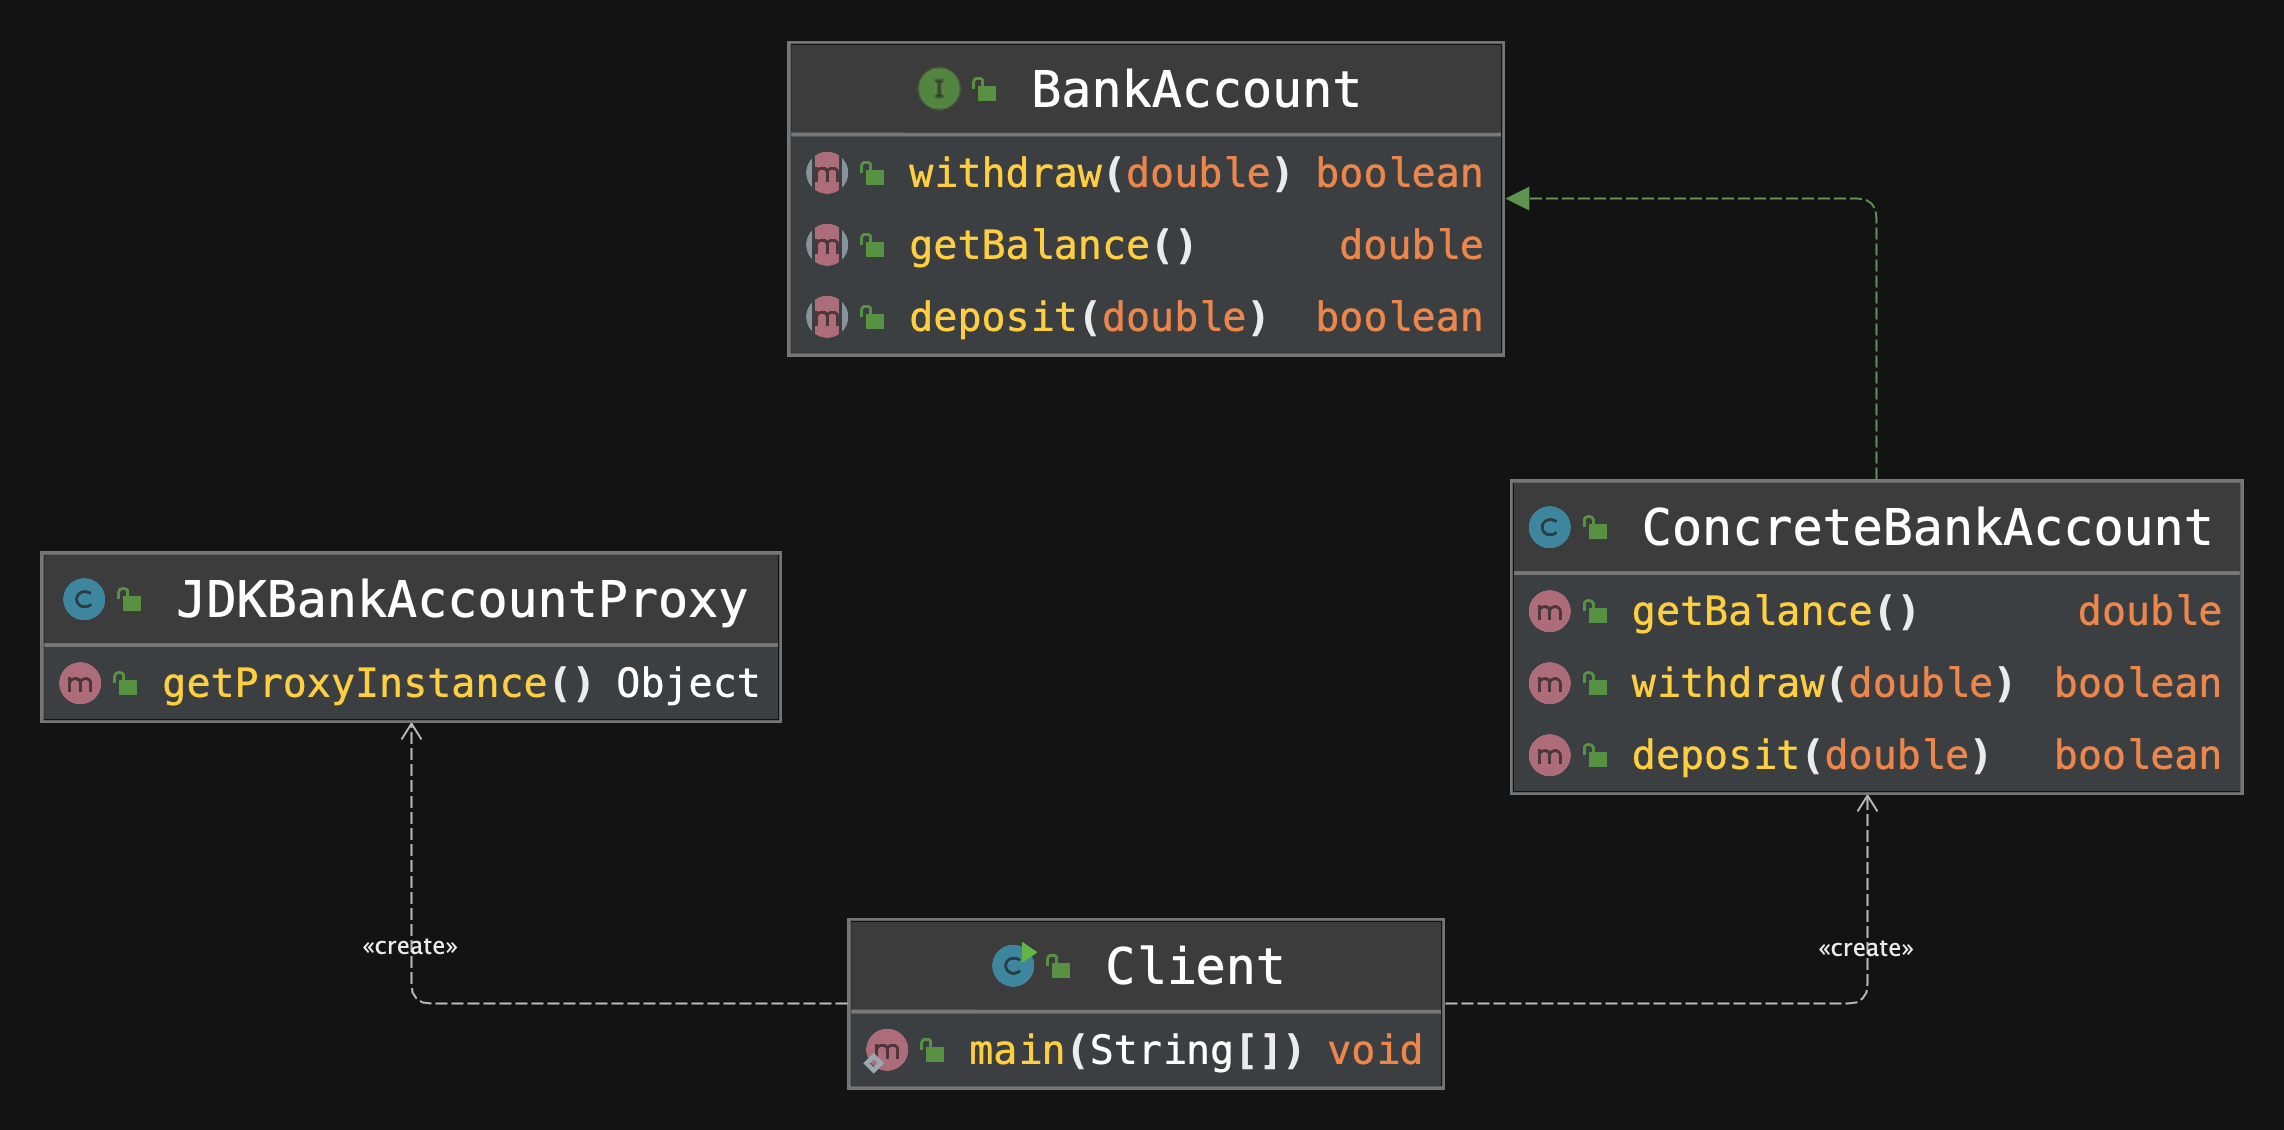 BankAccount
withdraw(double) boolean
getBalance() double
deposit(double) boolean
ConcreteBankAccount
getBalance() double
withdraw(double) boolean
deposit(double) boolean
JDKBankAccountProxy
getProxyInstance() Object
«create»
«create»
Client
main(String[]) void